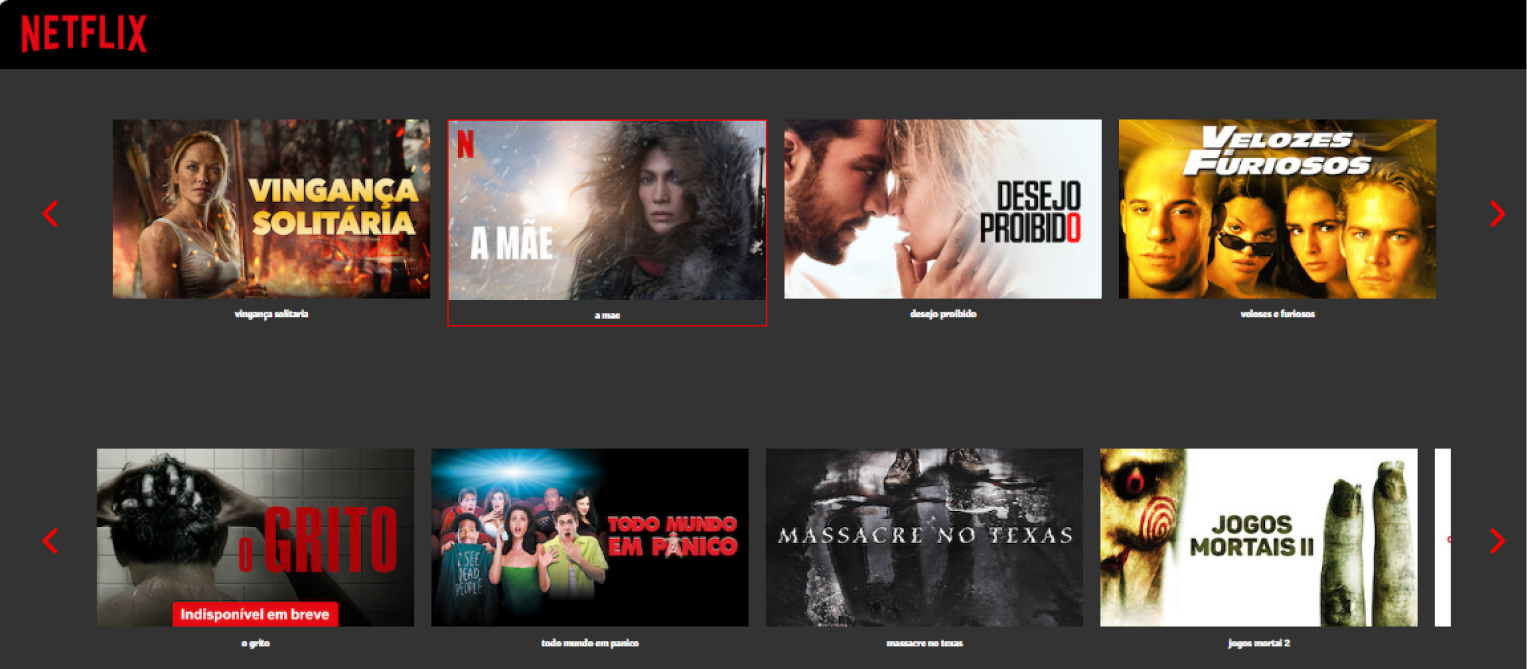 NETFLIX
VINGANÇA
SOLITÁRIA
N
A MÃE
DESEJO
PROIBIDO
VELOZES
FURIOSOS
vingança solitaria
a mae
desejo proibido
veloses e furiosos
O GRITO
Indisponível em breve
TODO MUNDO
EM PÂNICO
I SEE
DEAD
PEOPLE
MASSACRE NO TEXAS
JOGOS
MORTAIS II
o grito
todo mundo em panico
massacre no texas
jogos mortal 2